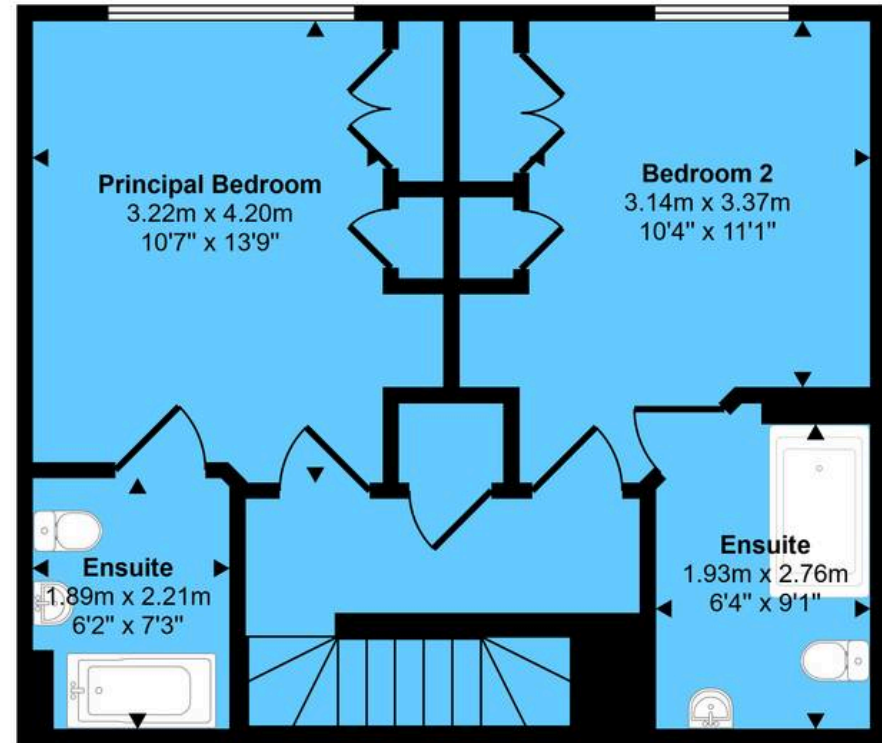 Principal Bedroom
3.22m x 4.20m
10'7" x 13'9"
Bedroom 2
3.14m x 3.37m
10'4" x 11'1"
Ensuite
1.89m x 2.21m
6'2" x 7'3"
Ensuite
1.93m x 2.76m
6'4" x 9'1"